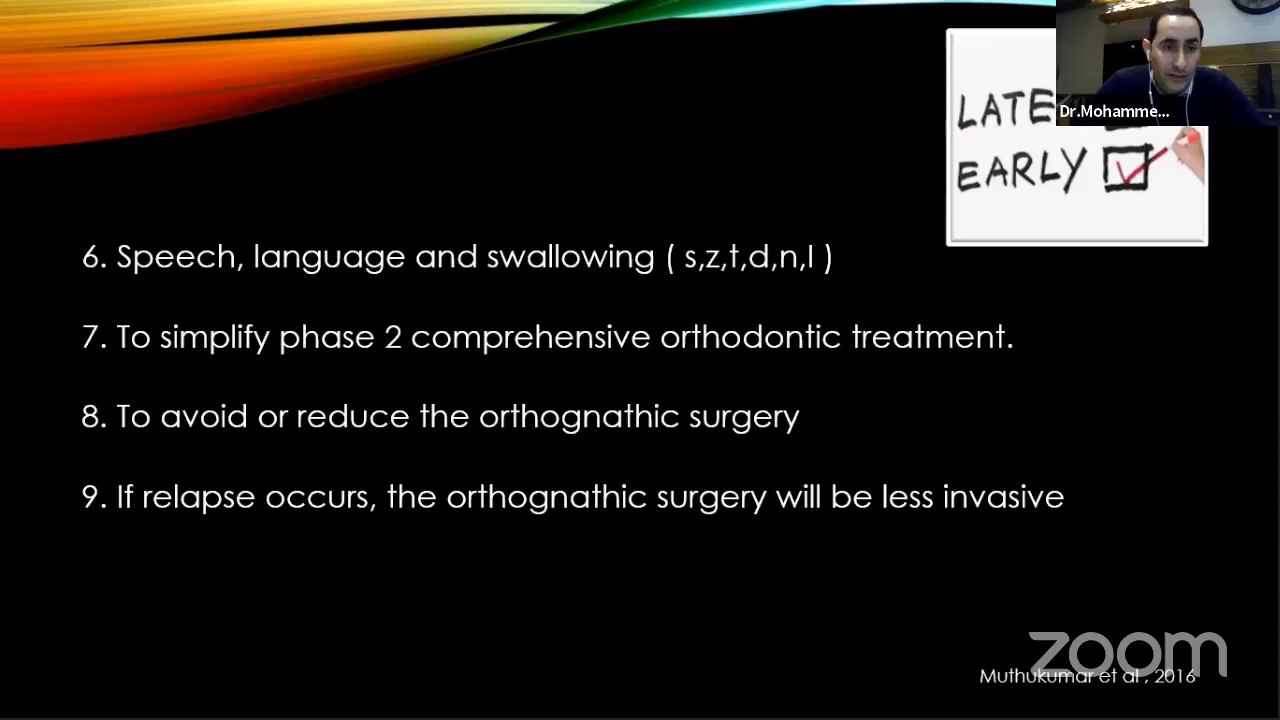 Dr.Mohamme...
LATE
EARLY
6. Speech, language and swallowing ( s,z,t,d,n,l )
7. To simplify phase 2 comprehensive orthodontic treatment.
8. To avoid or reduce the orthognathic surgery
9. If relapse occurs, the orthognathic surgery will be less invasive
zoom
Muthukumar et al , 2016